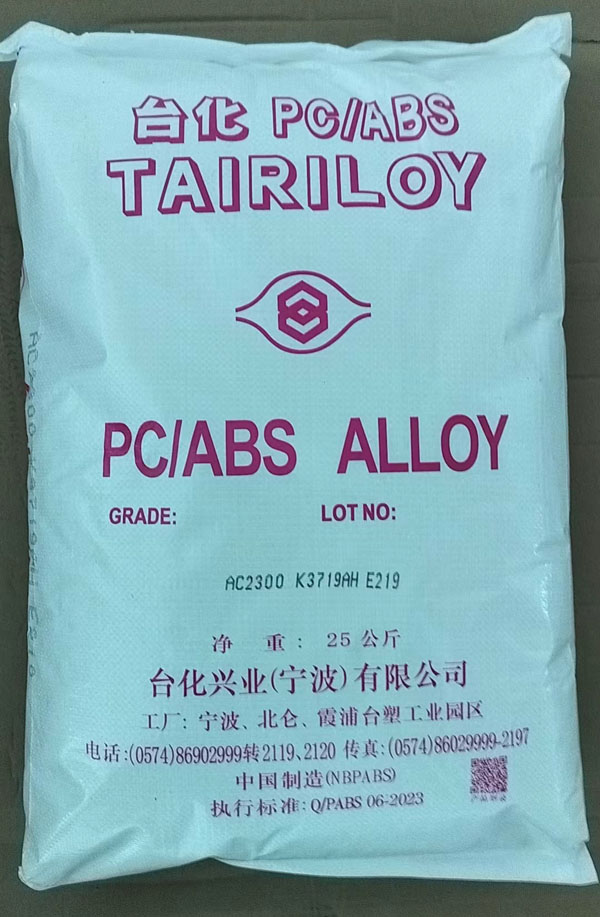 台化 PC/ABS
TAIRILOY
PC/ABS ALLOY
GRADE: LOT NO:
AC2300 K3719AH E219
净 重: 25 公斤
台化兴业(宁波)有限公司
工厂: 宁波、北仑、霞浦台塑工业园区
电话:(0574)86902999转2119、2120 传真:(0574)86029999-2197
中国制造(NBPABS)
执行标准: Q/PABS 06-2023